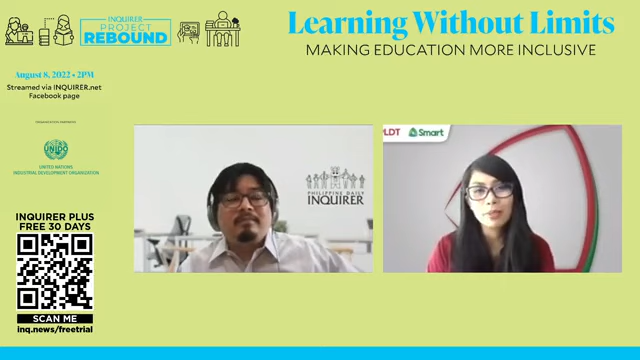 INQUIRER
PROJECT
REBOUND
Learning Without Limits
MAKING EDUCATION MORE INCLUSIVE
August 8, 2022 • 2PM
Streamed via INQUIRER.net
Facebook page
UNIDO
UNITED NATIONS
INDUSTRIAL DEVELOPMENT ORGANIZATION
INQUIRER PLUS
FREE 30 DAYS
SCAN ME
inq.news/freetrial
PHILIPPINE DAILY
INQUIRER
PLDT
Smart